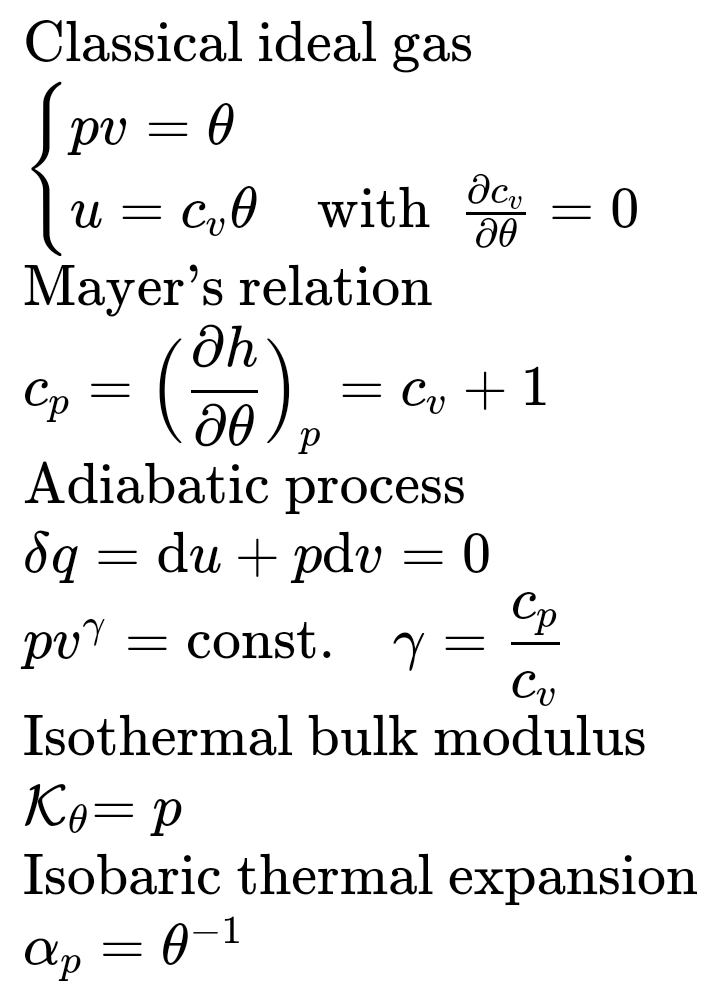 Classical ideal gas
{ pv = θ
u = c_v θ with ∂c_v/∂θ = 0
Mayer’s relation
c_p = (∂h/∂θ)_p = c_v + 1
Adiabatic process
δq = du + pdv = 0
pv^γ = const. γ = c_p/c_v
Isothermal bulk modulus
𝒦_θ = p
Isobaric thermal expansion
α_p = θ^{−1}